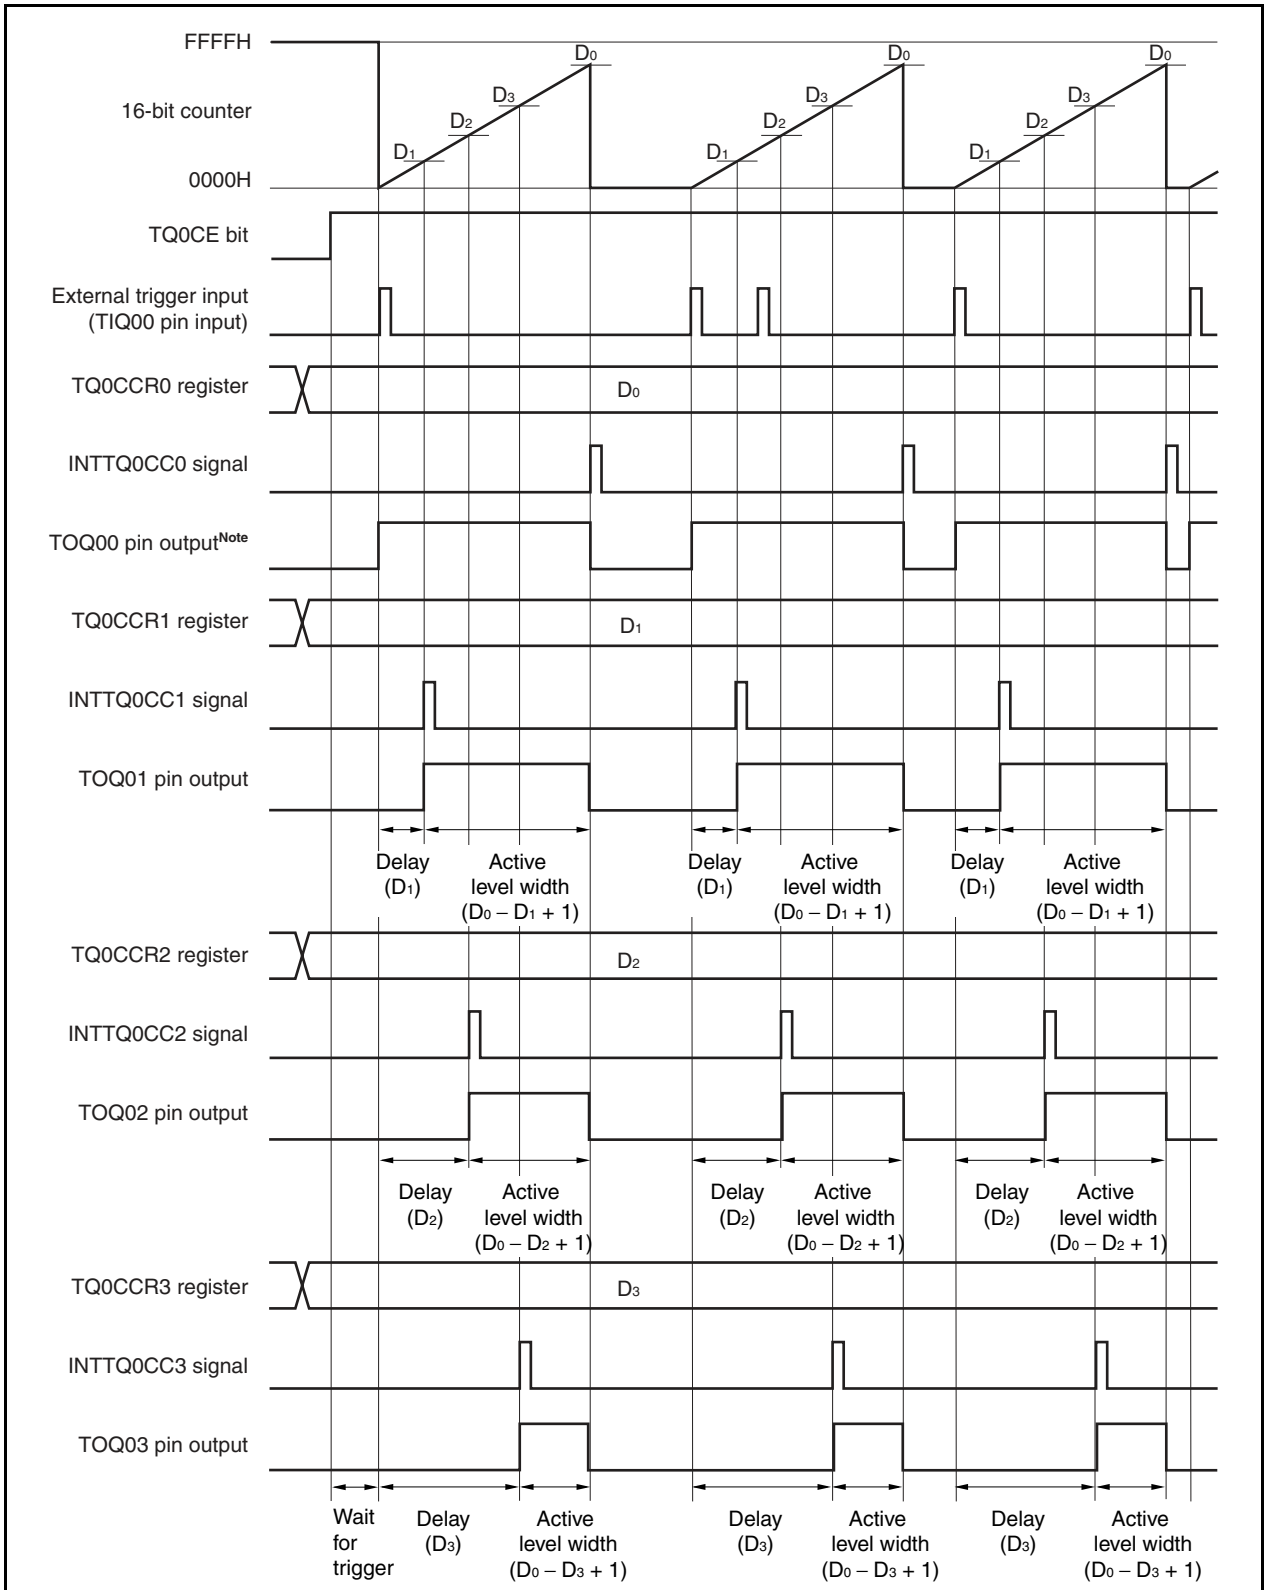 FFFFH
D0 D0 D0
D3 D3 D3
16-bit counter
D2 D2 D2
D1 D1 D1
0000H
TQ0CE bit
External trigger input
(TIQ00 pin input)
TQ0CCR0 register D0
INTTQ0CC0 signal
TOQ00 pin outputNote
TQ0CCR1 register D1
INTTQ0CC1 signal
TOQ01 pin output
Delay
(D1)
Active
level width
(D0 – D1 + 1)
Delay
(D1)
Active
level width
(D0 – D1 + 1)
Delay
(D1)
Active
level width
(D0 – D1 + 1)
TQ0CCR2 register D2
INTTQ0CC2 signal
TOQ02 pin output
Delay
(D2)
Active
level width
(D0 – D2 + 1)
Delay
(D2)
Active
level width
(D0 – D2 + 1)
Delay
(D2)
Active
level width
(D0 – D2 + 1)
TQ0CCR3 register D3
INTTQ0CC3 signal
TOQ03 pin output
Wait
for
trigger
Delay
(D3)
Active
level width
(D0 – D3 + 1)
Delay
(D3)
Active
level width
(D0 – D3 + 1)
Delay
(D3)
Active
level width
(D0 – D3 + 1)